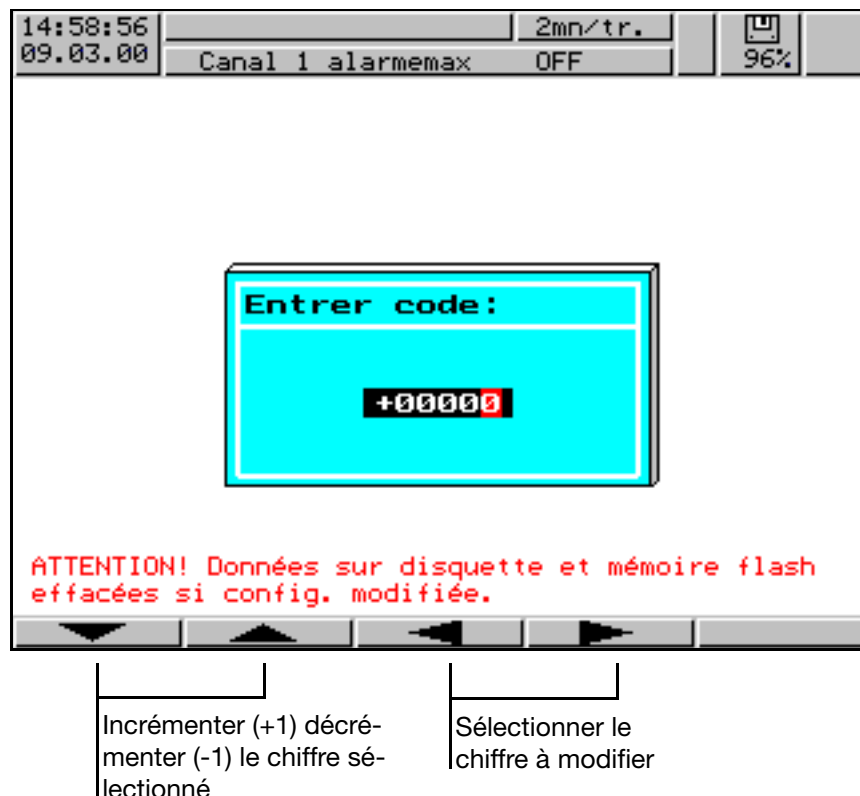 14:58:56
09.03.00
2mn/tr.
Canal 1 alarmemax OFF
96%
Entrer code:
+00000
ATTENTION! Données sur disquette et mémoire flash
effacées si config. modifiée.
Incrémenter (+1) décré-
menter (-1) le chiffre sé-
lectionné
Sélectionner le
chiffre à modifier